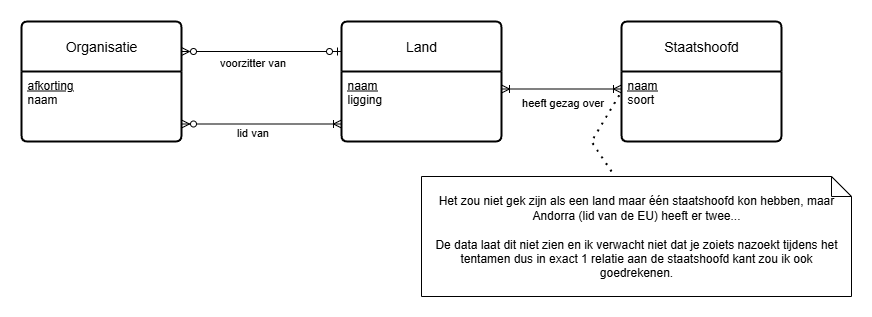 Organisatie
Land
Staatshoofd
voorzitter van
afkorting
naam
naam
ligging
naam
soort
heeft gezag over
lid van
Het zou niet gek zijn als een land maar één staatshoofd kon hebben, maar
Andorra (lid van de EU) heeft er twee...
De data laat dit niet zien en ik verwacht niet dat je zoiets nazoekt tijdens het
tentamen dus in exact 1 relatie aan de staatshoofd kant zou ik ook
goedrekenen.